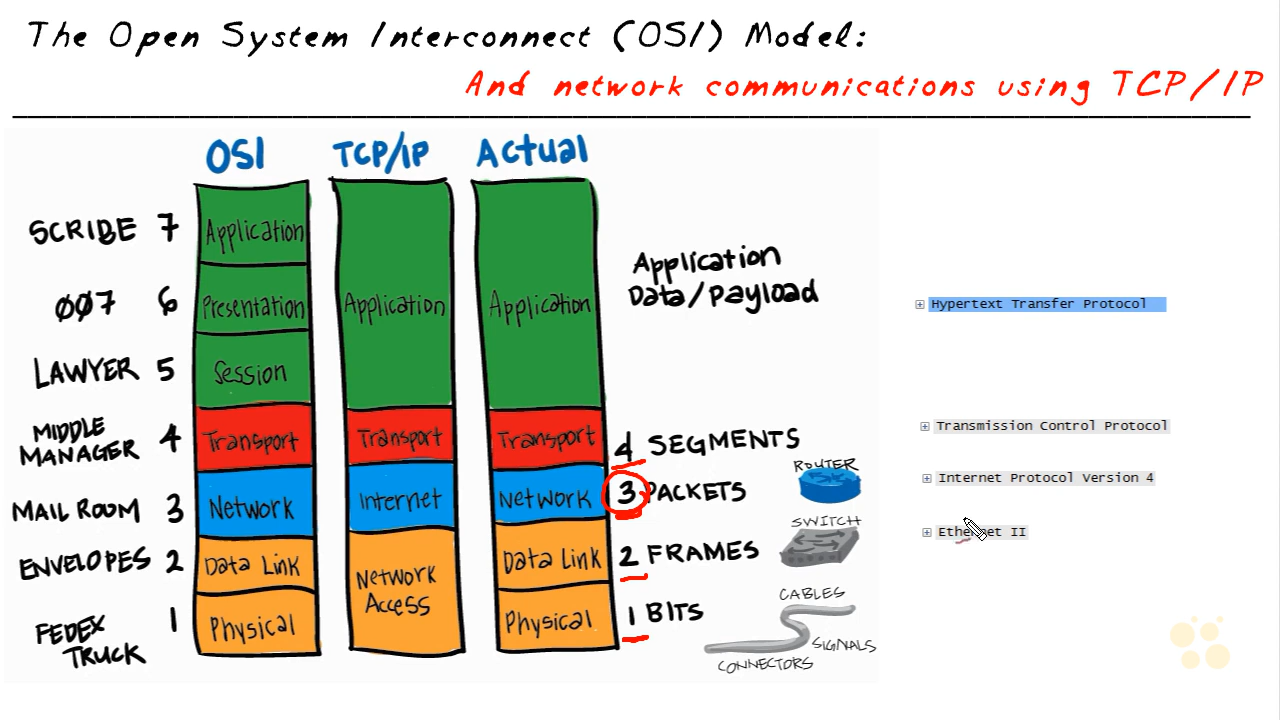 The Open System Interconnect (OSI) Model:
And network communications using TCP/IP
OSI TCP/IP Actual
SCRIBE 7 Application
ØØ7 6 Presentation Application Application
LAWYER 5 Session
Application
Data/Payload
Hypertext Transfer Protocol
MIDDLE
MANAGER 4 Transport Transport Transport 4 SEGMENTS
Transmission Control Protocol
MAIL ROOM 3 Network Internet Network 3 PACKETS
ROUTER
Internet Protocol Version 4
ENVELOPES 2 Data Link Data Link 2 FRAMES
SWITCH
Ethernet II
Network
Access
FEDEX
TRUCK 1 Physical Physical 1 BITS
CABLES
SIGNALS
CONNECTORS